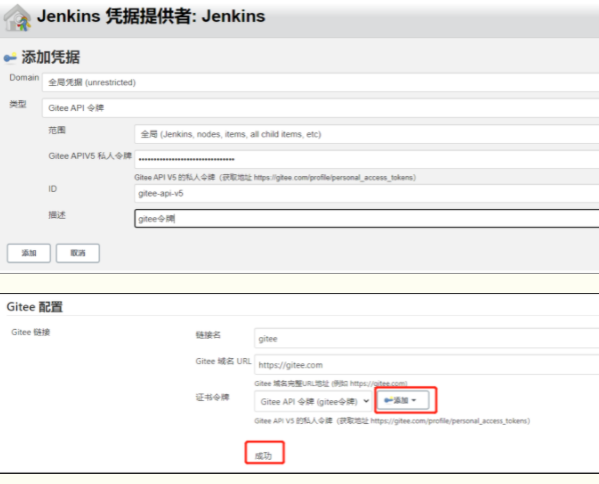 Jenkins 凭据提供者: Jenkins
添加凭据
Domain
全局凭据 (unrestricted)
类型
Gitee API 令牌
范围
全局 (Jenkins, nodes, items, all child items, etc)
Gitee APIV5 私人令牌
••••••••••••••••••••••••••••••••
Gitee API V5 的私人令牌（获取地址 https://gitee.com/profile/personal_access_tokens）
ID
gitee-api-v5
描述
gitee令牌
添加
取消
Gitee 配置
Gitee 链接
链接名
gitee
Gitee 域名 URL
https://gitee.com
Gitee 域名完整URL地址 (例如 https://gitee.com)
证书令牌
Gitee API 令牌 (gitee令牌)
添加
Gitee API V5 的私人令牌（获取地址 https://gitee.com/profile/personal_access_tokens）
成功